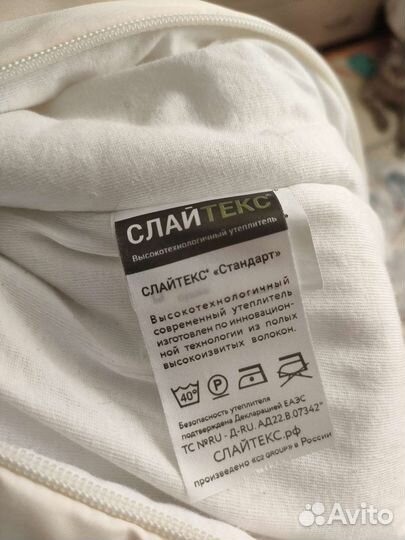 СЛАЙТЕКС®
Высокотехнологичный утеплитель
СЛАЙТЕКС® «Стандарт»
Высокотехнологичный
современный утеплитель
изготовлен по инновацион-
ной технологии из полых
высокоизвитых волокон.
40° P
Безопасность утеплителя
подтверждена Декларацией ЕАЭС
ТС №RU - Д-RU. АД22.В.07342"
СЛАЙТЕКС.рф
произведено «G2 GROUP» в России
Avito